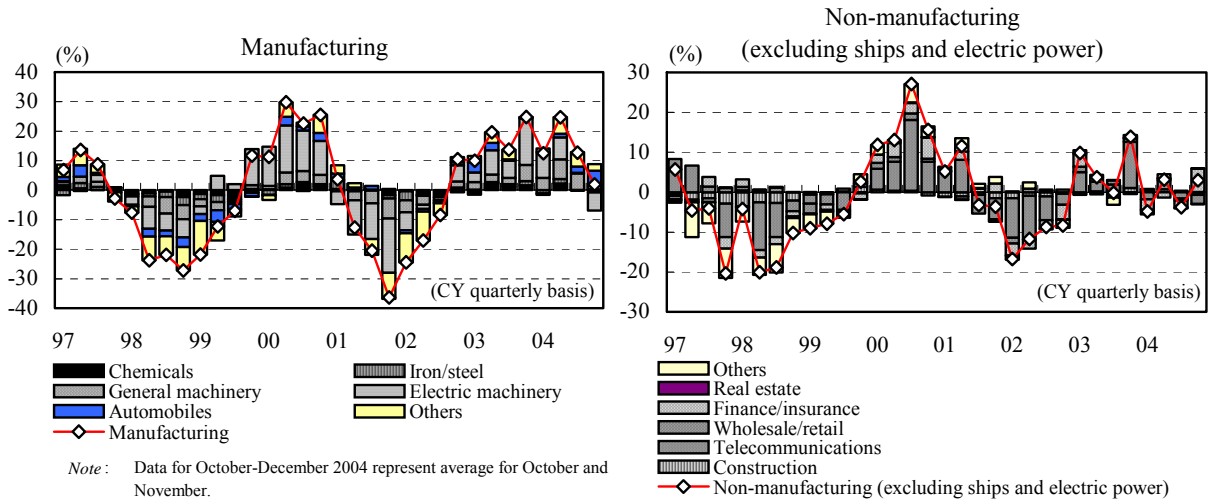 Manufacturing
(%)
40
30
20
10
0
-10
-20
-30
-40
(CY quarterly basis)
97 98 99 00 01 02 03 04
Chemicals
Iron/steel
General machinery
Electric machinery
Automobiles
Others
Manufacturing
Note : Data for October-December 2004 represent average for October and
November.
Non-manufacturing
(excluding ships and electric power)
(%)
30
20
10
0
-10
-20
-30
(CY quarterly basis)
97 98 99 00 01 02 03 04
Others
Real estate
Finance/insurance
Wholesale/retail
Telecommunications
Construction
Non-manufacturing (excluding ships and electric power)